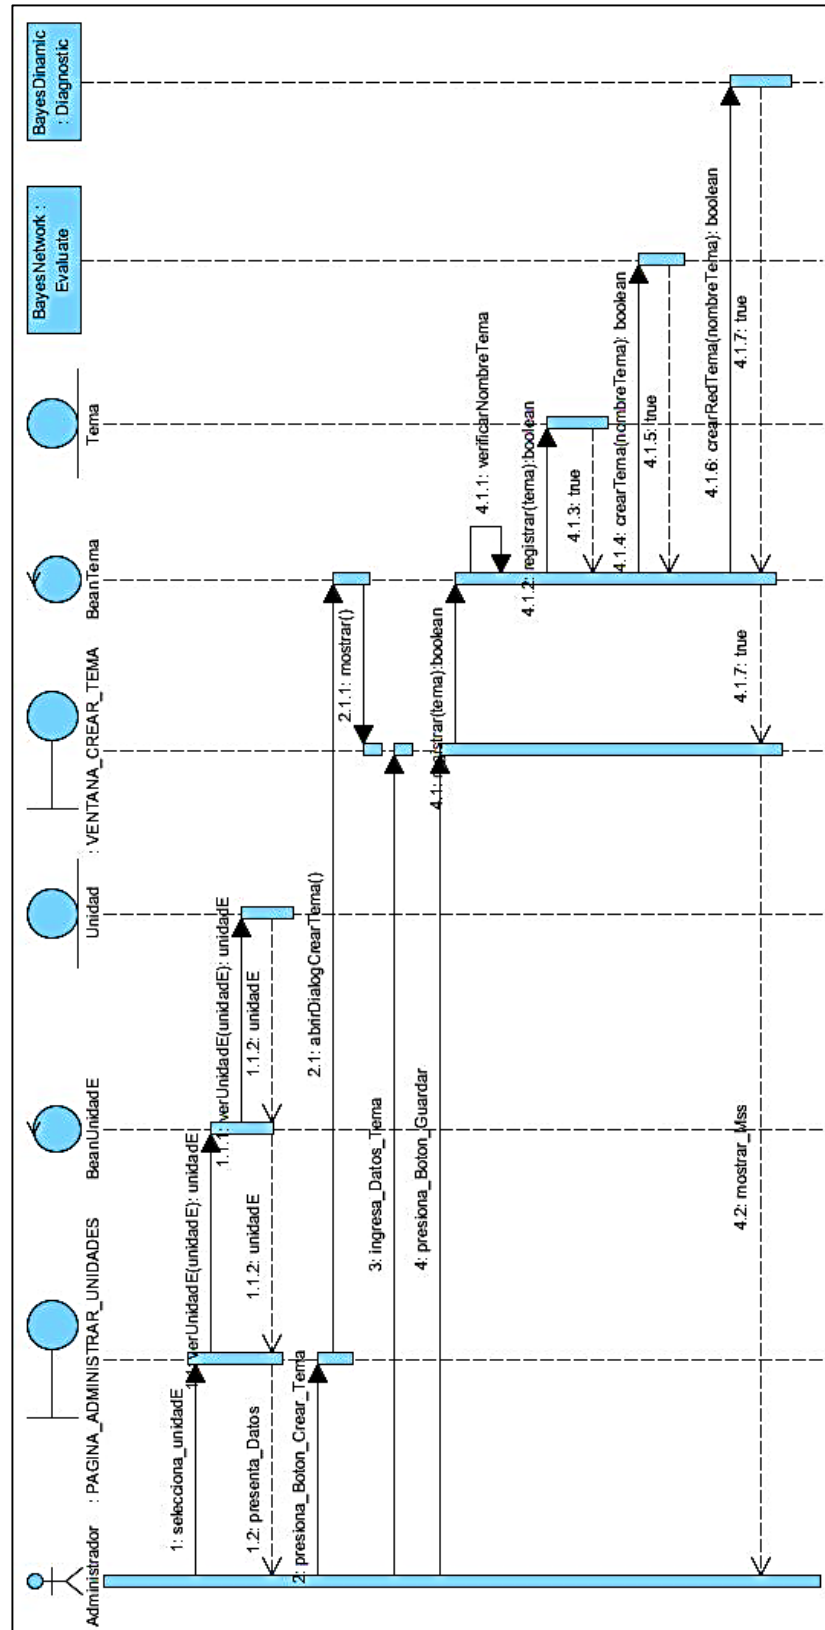 Administrador
: PAGINA_ADMINISTRAR_UNIDADES
BeanUnidadE
Unidad
: VENTANA_CREAR_TEMA
BeanTema
Tema
BayesNetwork :
Evaluate
BayesDinamic
: Diagnostic
1: selecciona_unidadE
verUnidadE(unidadE): unidadE
1.1.1: verUnidadE(unidadE): unidadE
1.1.2: unidadE
1.1.2: unidadE
1.2: presenta_Datos
2: presiona_Boton_Crear_Tema
2.1: abrirDialogCrearTema()
2.1.1: mostrar()
3: ingresa_Datos_Tema
4: presiona_Boton_Guardar
4.1: registrar(tema):boolean
4.1.1: verificarNombreTema
4.1.2: registrar(tema):boolean
4.1.3: true
4.1.4: crearTema(nombreTema): boolean
4.1.5: true
4.1.6: crearRedTema(nombreTema): boolean
4.1.7: true
4.1.7: true
4.2: mostrar_Mss